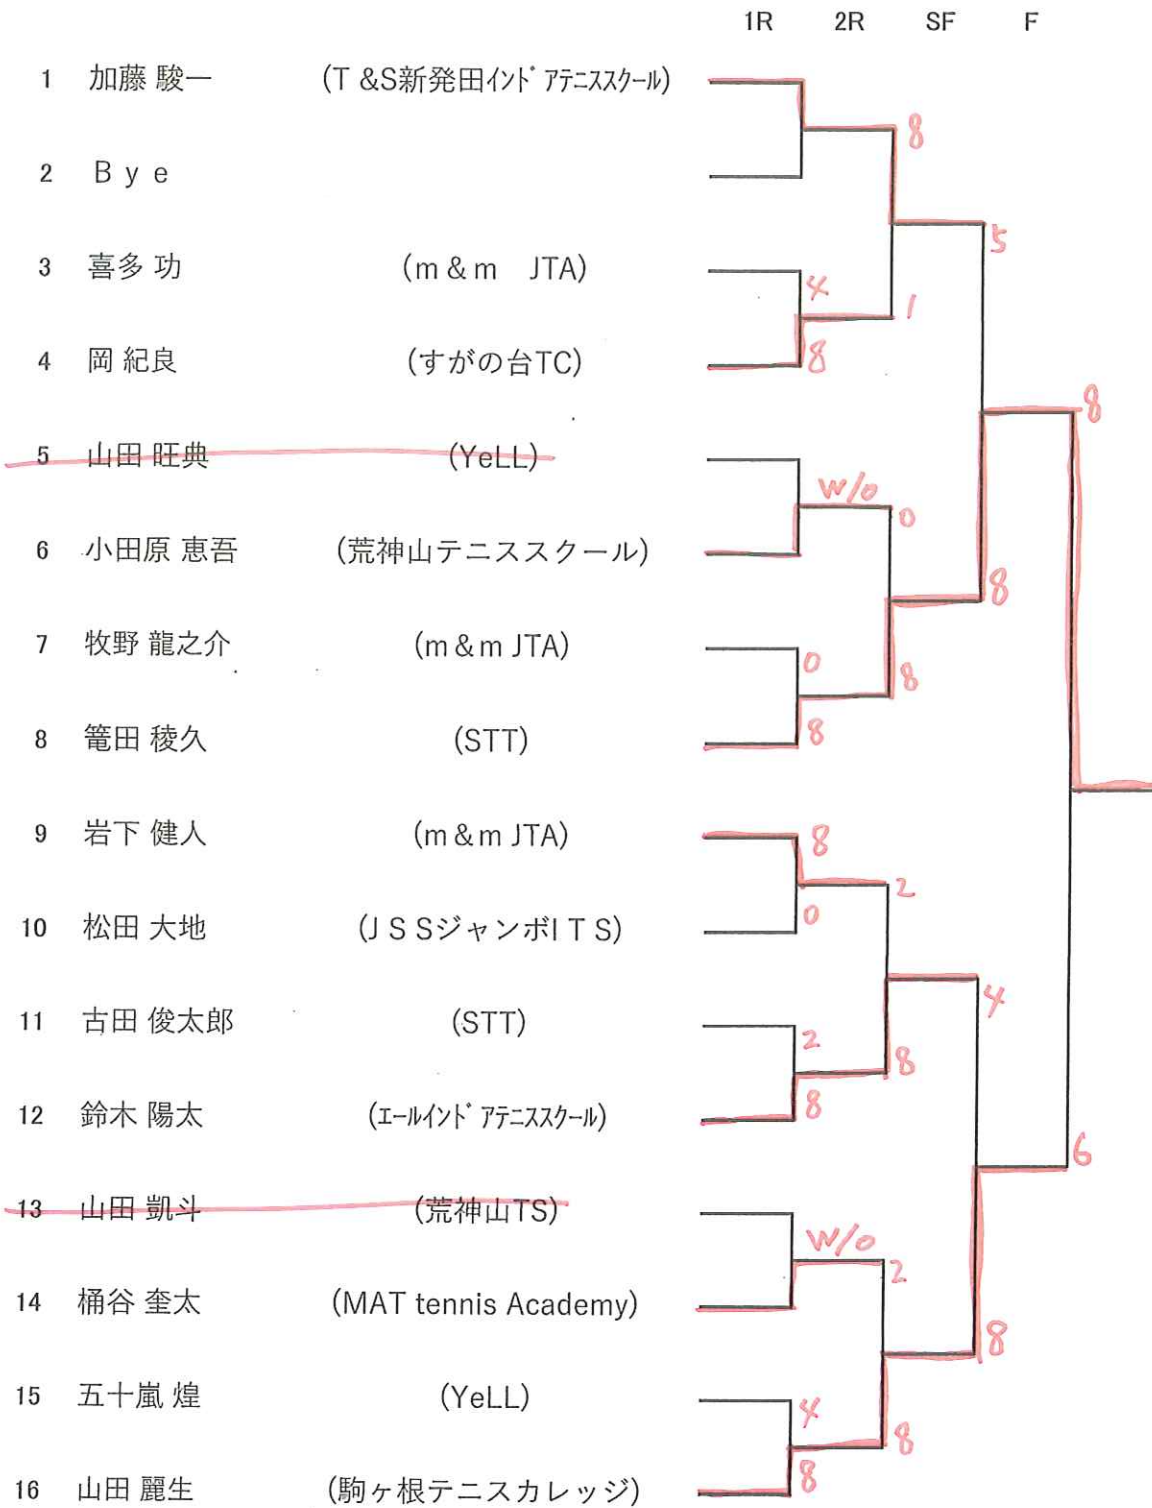 1R 2R SF F
1 加藤 駿一 (T &S新発田インドアテニススクール)
8
2 Bye
5
3 喜多 功 (m & m　JTA)
4
1
4 岡 紀良 (すがの台TC)
8
8
5 山田 旺典 (YeLL)
W/0
0
6 小田原 恵吾 (荒神山テニススクール)
8
7 牧野 龍之介 (m & m JTA)
0
8
8 篭田 稜久 (STT)
8
9 岩下 健人 (m & m JTA)
8
2
10 松田 大地 (J S SジャンボI T S)
0
4
11 古田 俊太郎 (STT)
2
8
12 鈴木 陽太 (エールインドアテニススクール)
8
6
13 山田 凱斗 (荒神山TS)
W/0
2
14 桶谷 奎太 (MAT tennis Academy)
8
15 五十嵐 煌 (YeLL)
4
8
16 山田 麗生 (駒ヶ根テニスカレッジ)
8